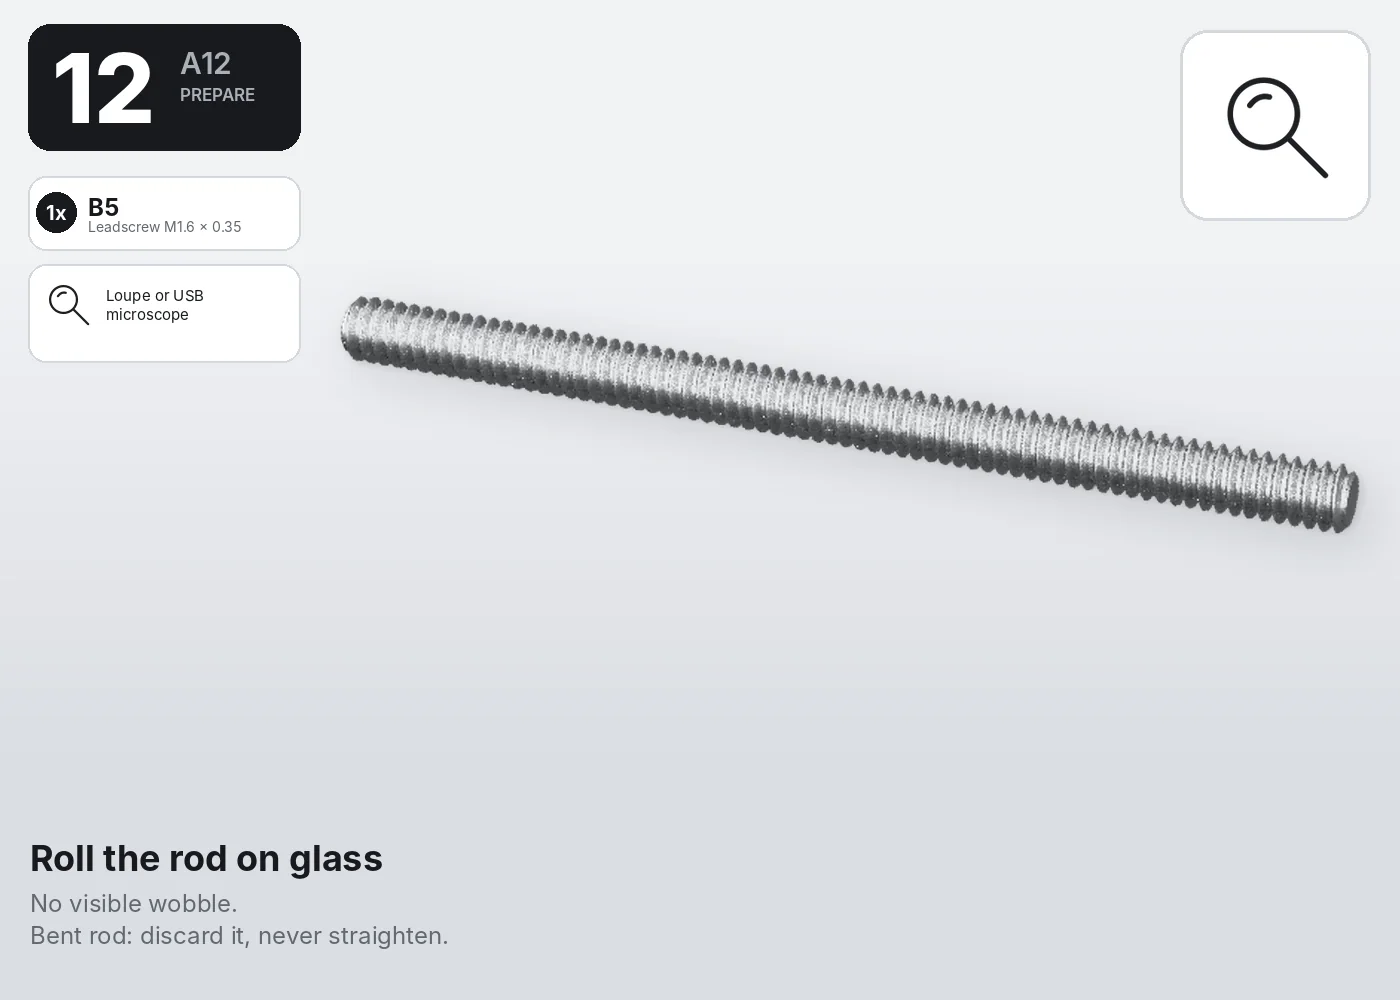 12
A12
PREPARE
1x
B5
Leadscrew M1.6 × 0.35
Loupe or USB
microscope
Roll the rod on glass
No visible wobble.
Bent rod: discard it, never straighten.